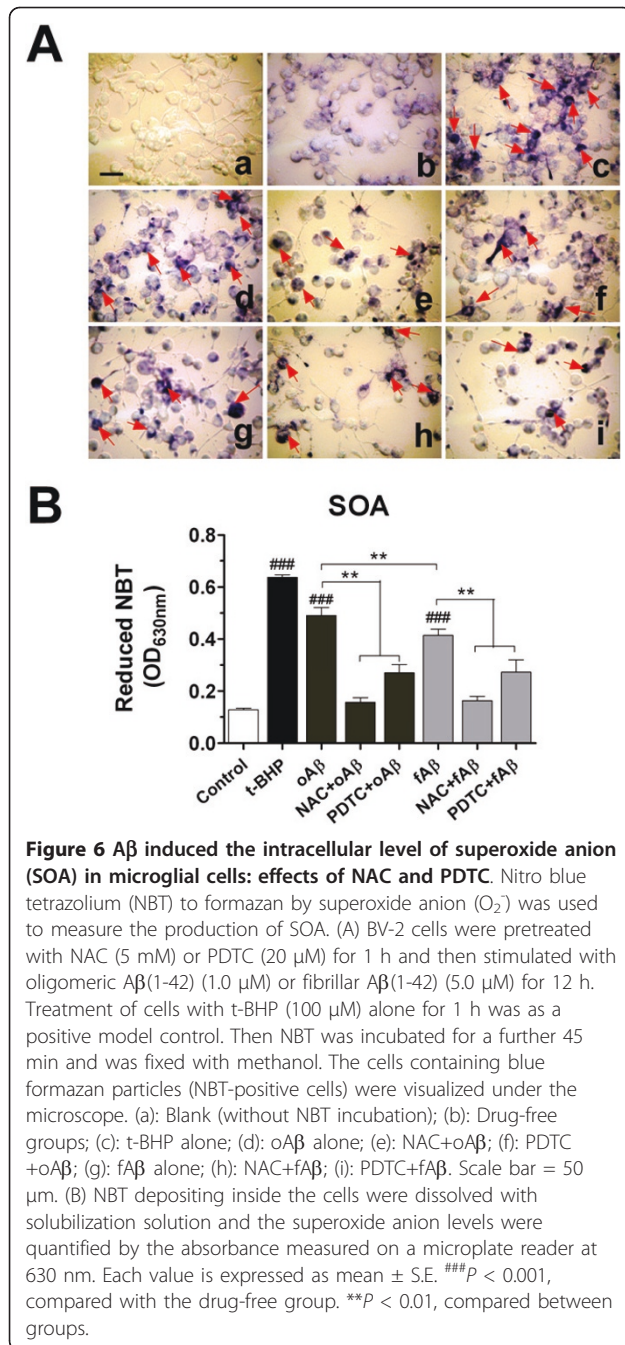 A
a
b
c
d
e
f
g
h
i
B
SOA
Reduced NBT
(OD630nm)
0.8
0.6
0.4
0.2
0.0
###
**
**
###
###
**
Control
t-BHP
oAβ
NAC+oAβ
PDTC+oAβ
fAβ
NAC+fAβ
PDTC+fAβ
Figure 6 Aβ induced the intracellular level of superoxide anion
(SOA) in microglial cells: effects of NAC and PDTC. Nitro blue
tetrazolium (NBT) to formazan by superoxide anion (O2-) was used
to measure the production of SOA. (A) BV-2 cells were pretreated
with NAC (5 mM) or PDTC (20 μM) for 1 h and then stimulated with
oligomeric Aβ(1-42) (1.0 μM) or fibrillar Aβ(1-42) (5.0 μM) for 12 h.
Treatment of cells with t-BHP (100 μM) alone for 1 h was as a
positive model control. Then NBT was incubated for a further 45
min and was fixed with methanol. The cells containing blue
formazan particles (NBT-positive cells) were visualized under the
microscope. (a): Blank (without NBT incubation); (b): Drug-free
groups; (c): t-BHP alone; (d): oAβ alone; (e): NAC+oAβ; (f): PDTC
+oAβ; (g): fAβ alone; (h): NAC+fAβ; (i): PDTC+fAβ. Scale bar = 50
μm. (B) NBT depositing inside the cells were dissolved with
solubilization solution and the superoxide anion levels were
quantified by the absorbance measured on a microplate reader at
630 nm. Each value is expressed as mean ± S.E. ###P < 0.001,
compared with the drug-free group. **P < 0.01, compared between
groups.